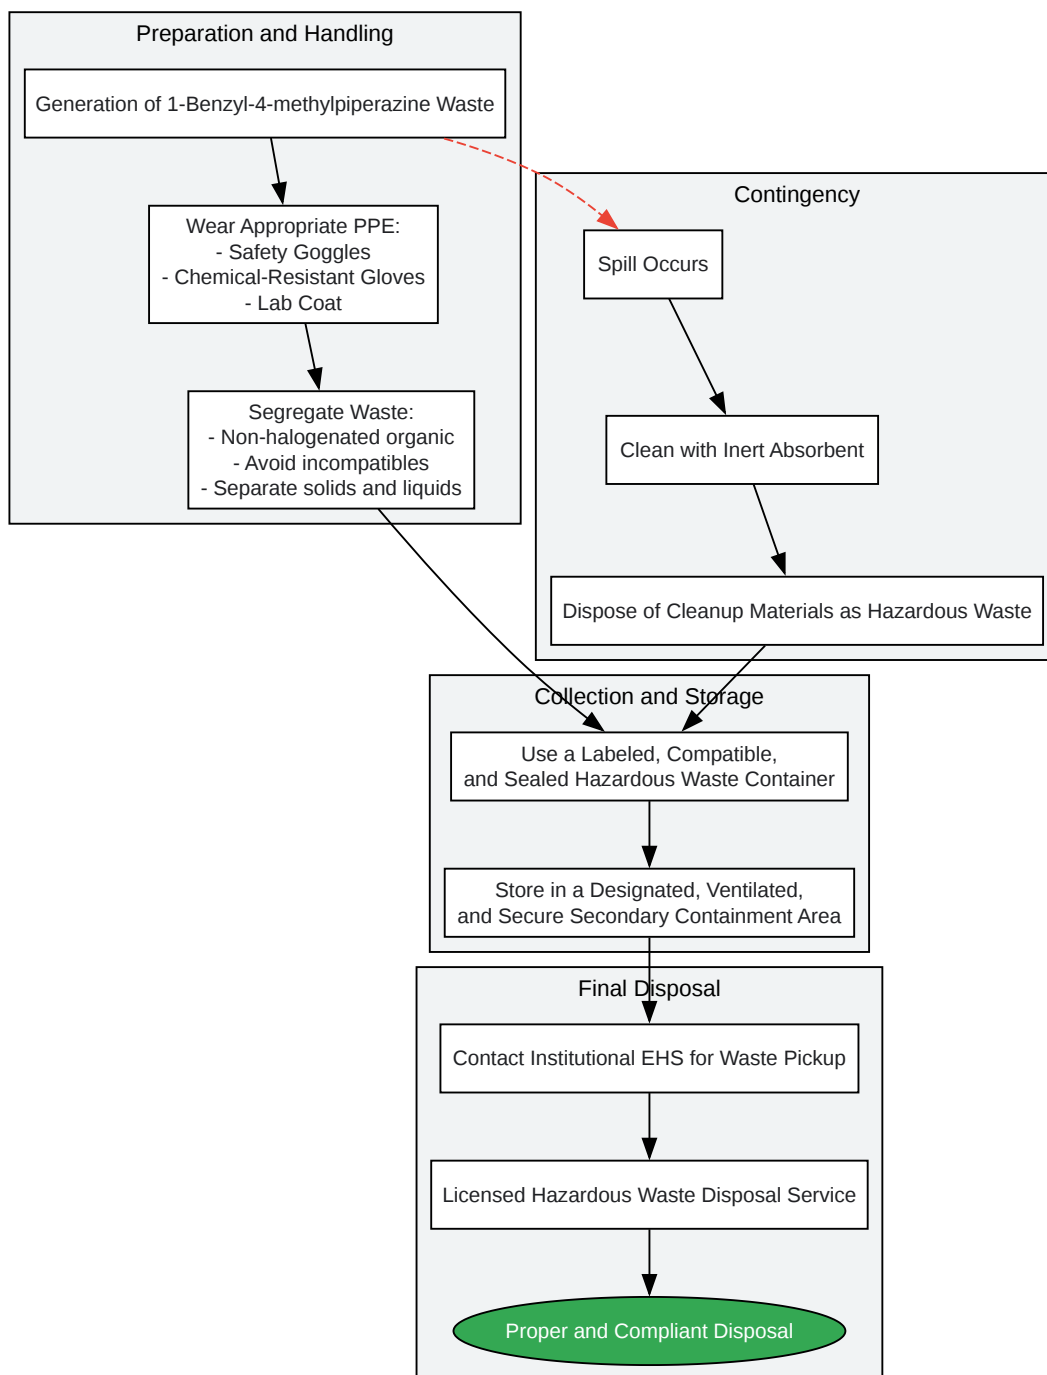 Preparation and Handling
Generation of 1-Benzyl-4-methylpiperazine Waste
Wear Appropriate PPE:
- Safety Goggles
- Chemical-Resistant Gloves
- Lab Coat
Segregate Waste:
- Non-halogenated organic
- Avoid incompatibles
- Separate solids and liquids
Contingency
Spill Occurs
Clean with Inert Absorbent
Dispose of Cleanup Materials as Hazardous Waste
Collection and Storage
Use a Labeled, Compatible,
and Sealed Hazardous Waste Container
Store in a Designated, Ventilated,
and Secure Secondary Containment Area
Final Disposal
Contact Institutional EHS for Waste Pickup
Licensed Hazardous Waste Disposal Service
Proper and Compliant Disposal